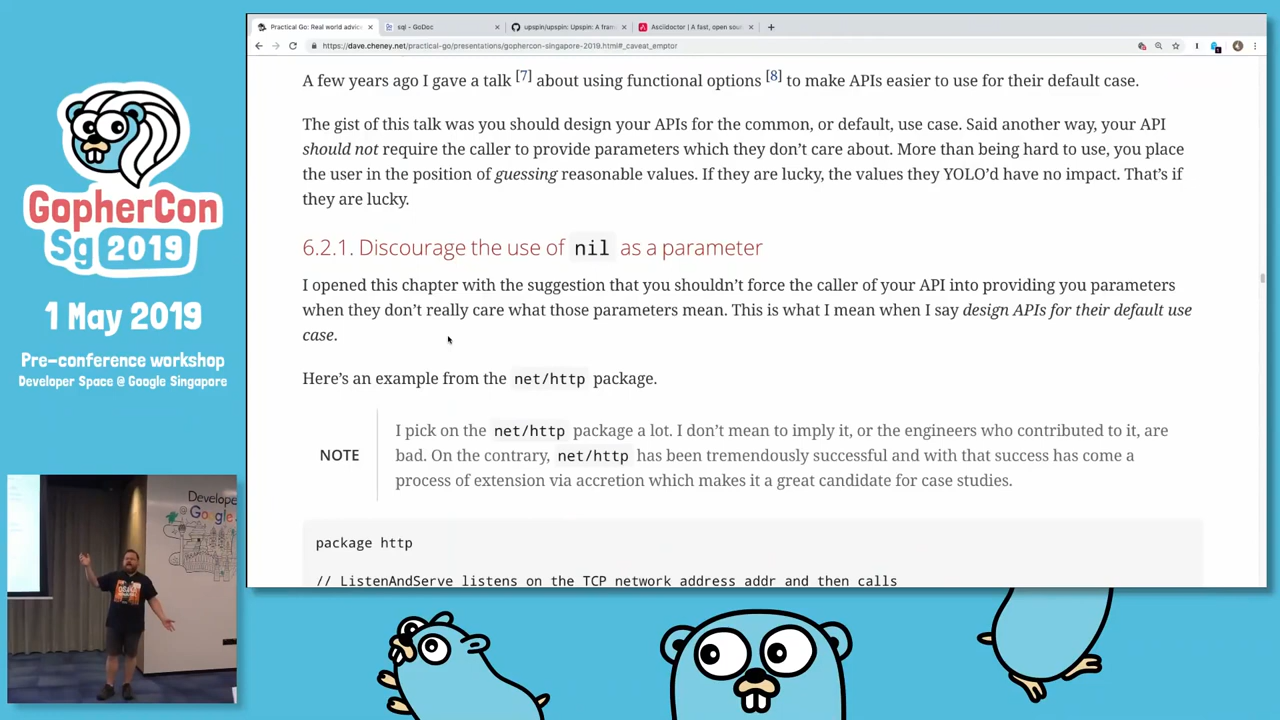 GopherCon
Sg 2019
1 May 2019
Pre-conference workshop
Developer Space @ Google Singapore
Develope
Google
Practical Go: Real world advic
sql - GoDoc
upspin/upspin: Upspin: A fram
Asciidoctor | A fast, open sou
https://dave.cheney.net/practical-go/presentations/gophercon-singapore-2019.html#_caveat_emptor
A few years ago I gave a talk [7] about using functional options [8] to make APIs easier to use for their default case.
The gist of this talk was you should design your APIs for the common, or default, use case. Said another way, your API
should not require the caller to provide parameters which they don’t care about. More than being hard to use, you place
the user in the position of guessing reasonable values. If they are lucky, the values they YOLO’d have no impact. That’s if
they are lucky.
6.2.1. Discourage the use of nil as a parameter
I opened this chapter with the suggestion that you shouldn’t force the caller of your API into providing you parameters
when they don’t really care what those parameters mean. This is what I mean when I say design APIs for their default use
case.
Here’s an example from the net/http package.
NOTE
I pick on the net/http package a lot. I don’t mean to imply it, or the engineers who contributed to it, are
bad. On the contrary, net/http has been tremendously successful and with that success has come a
process of extension via accretion which makes it a great candidate for case studies.
package http
// ListenAndServe listens on the TCP network address addr and then calls